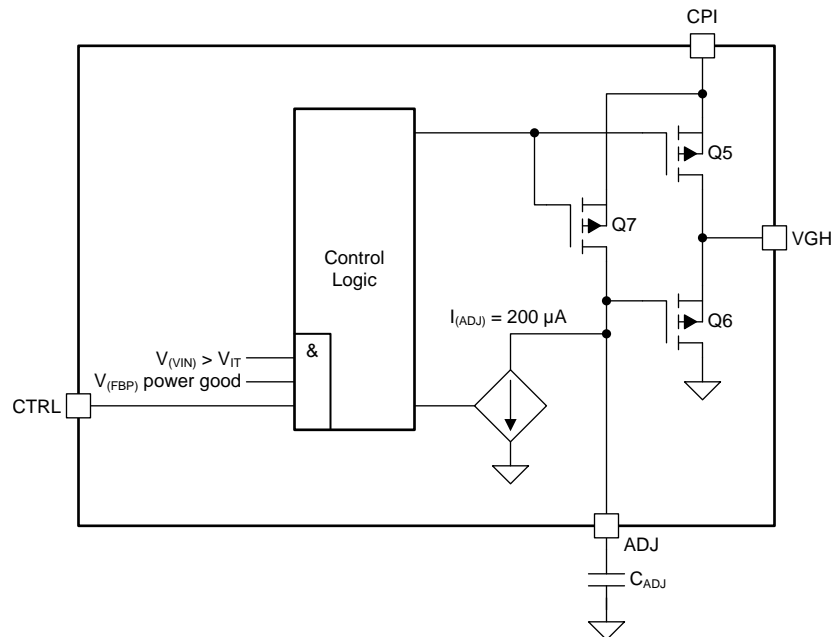 CPI
Q5
Q7
VGH
Control
Logic
I(ADJ) = 200 µA
Q6
&
V(VIN) > VIT
V(FBP) power good
CTRL
ADJ
CADJ